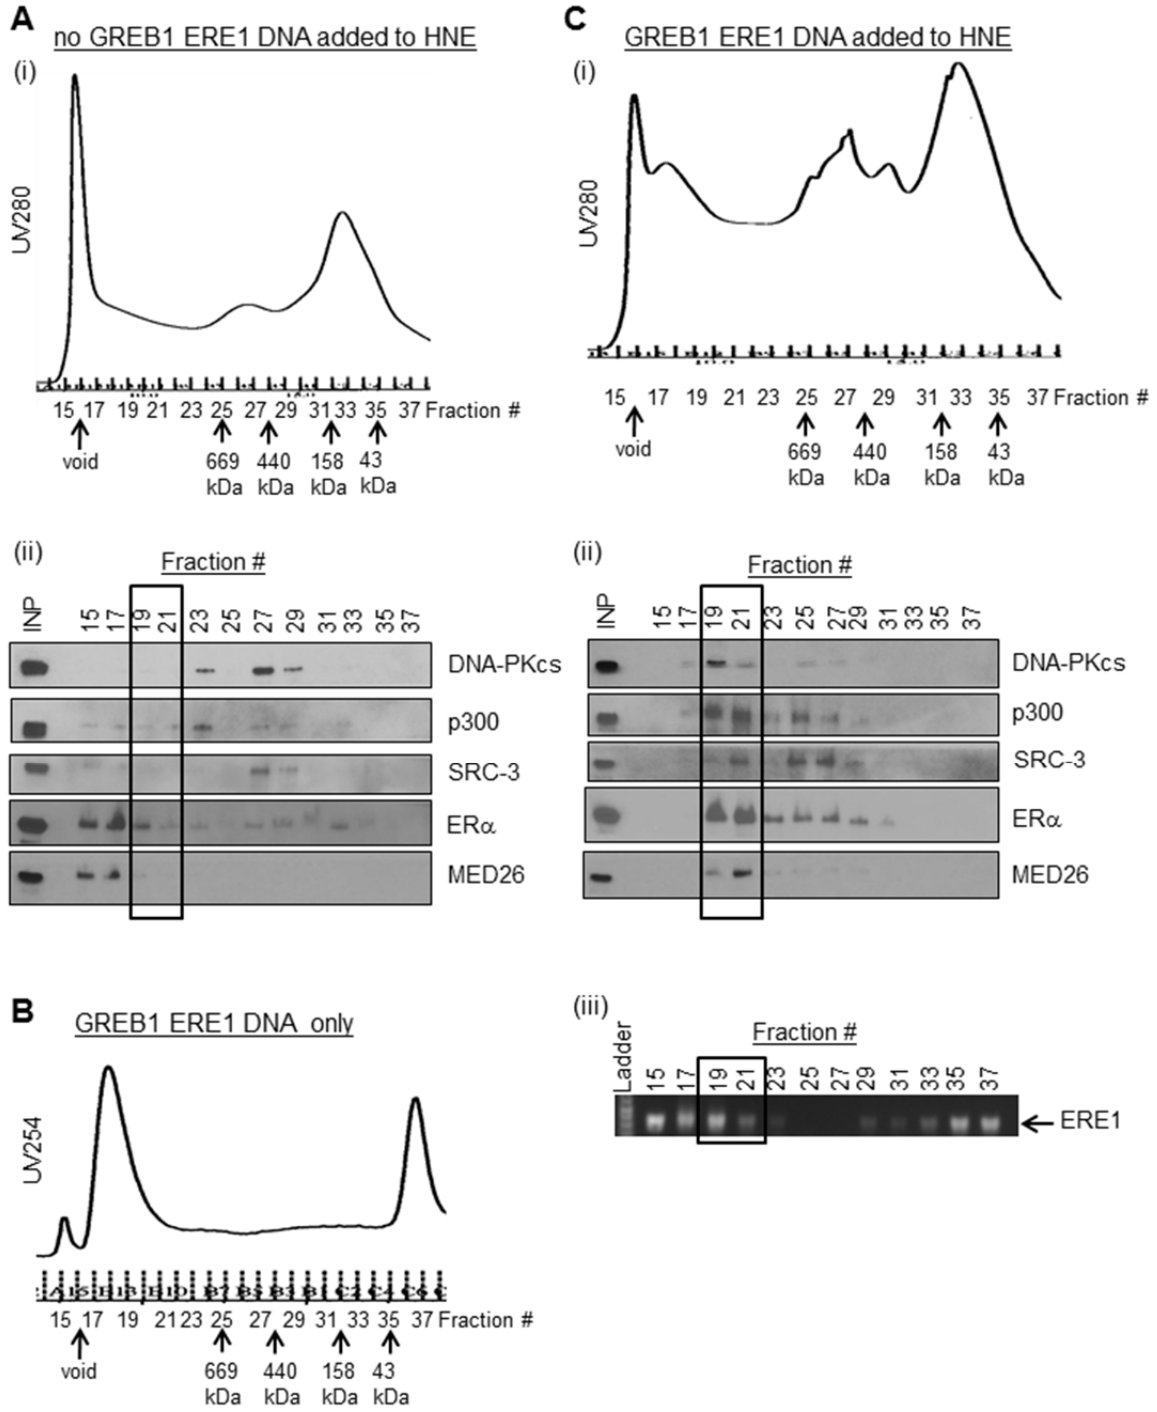 A
no GREB1 ERE1 DNA added to HNE
(i)
UV280
15 17 19 21 23 25 27 29 31 33 35 37 Fraction #
void
669 kDa
440 kDa
158 kDa
43 kDa
(ii)
Fraction #
INP 15 17 19 21 23 25 27 29 31 33 35 37
DNA-PKcs
p300
SRC-3
ERα
MED26
B
GREB1 ERE1 DNA only
UV254
15 17 19 21 23 25 27 29 31 33 35 37 Fraction #
void
669 kDa
440 kDa
158 kDa
43 kDa
C
GREB1 ERE1 DNA added to HNE
(i)
UV280
15 17 19 21 23 25 27 29 31 33 35 37 Fraction #
void
669 kDa
440 kDa
158 kDa
43 kDa
(ii)
Fraction #
INP 15 17 19 21 23 25 27 29 31 33 35 37
DNA-PKcs
p300
SRC-3
ERα
MED26
(iii)
Fraction #
Ladder 15 17 19 21 23 25 27 29 31 33 35 37
ERE1